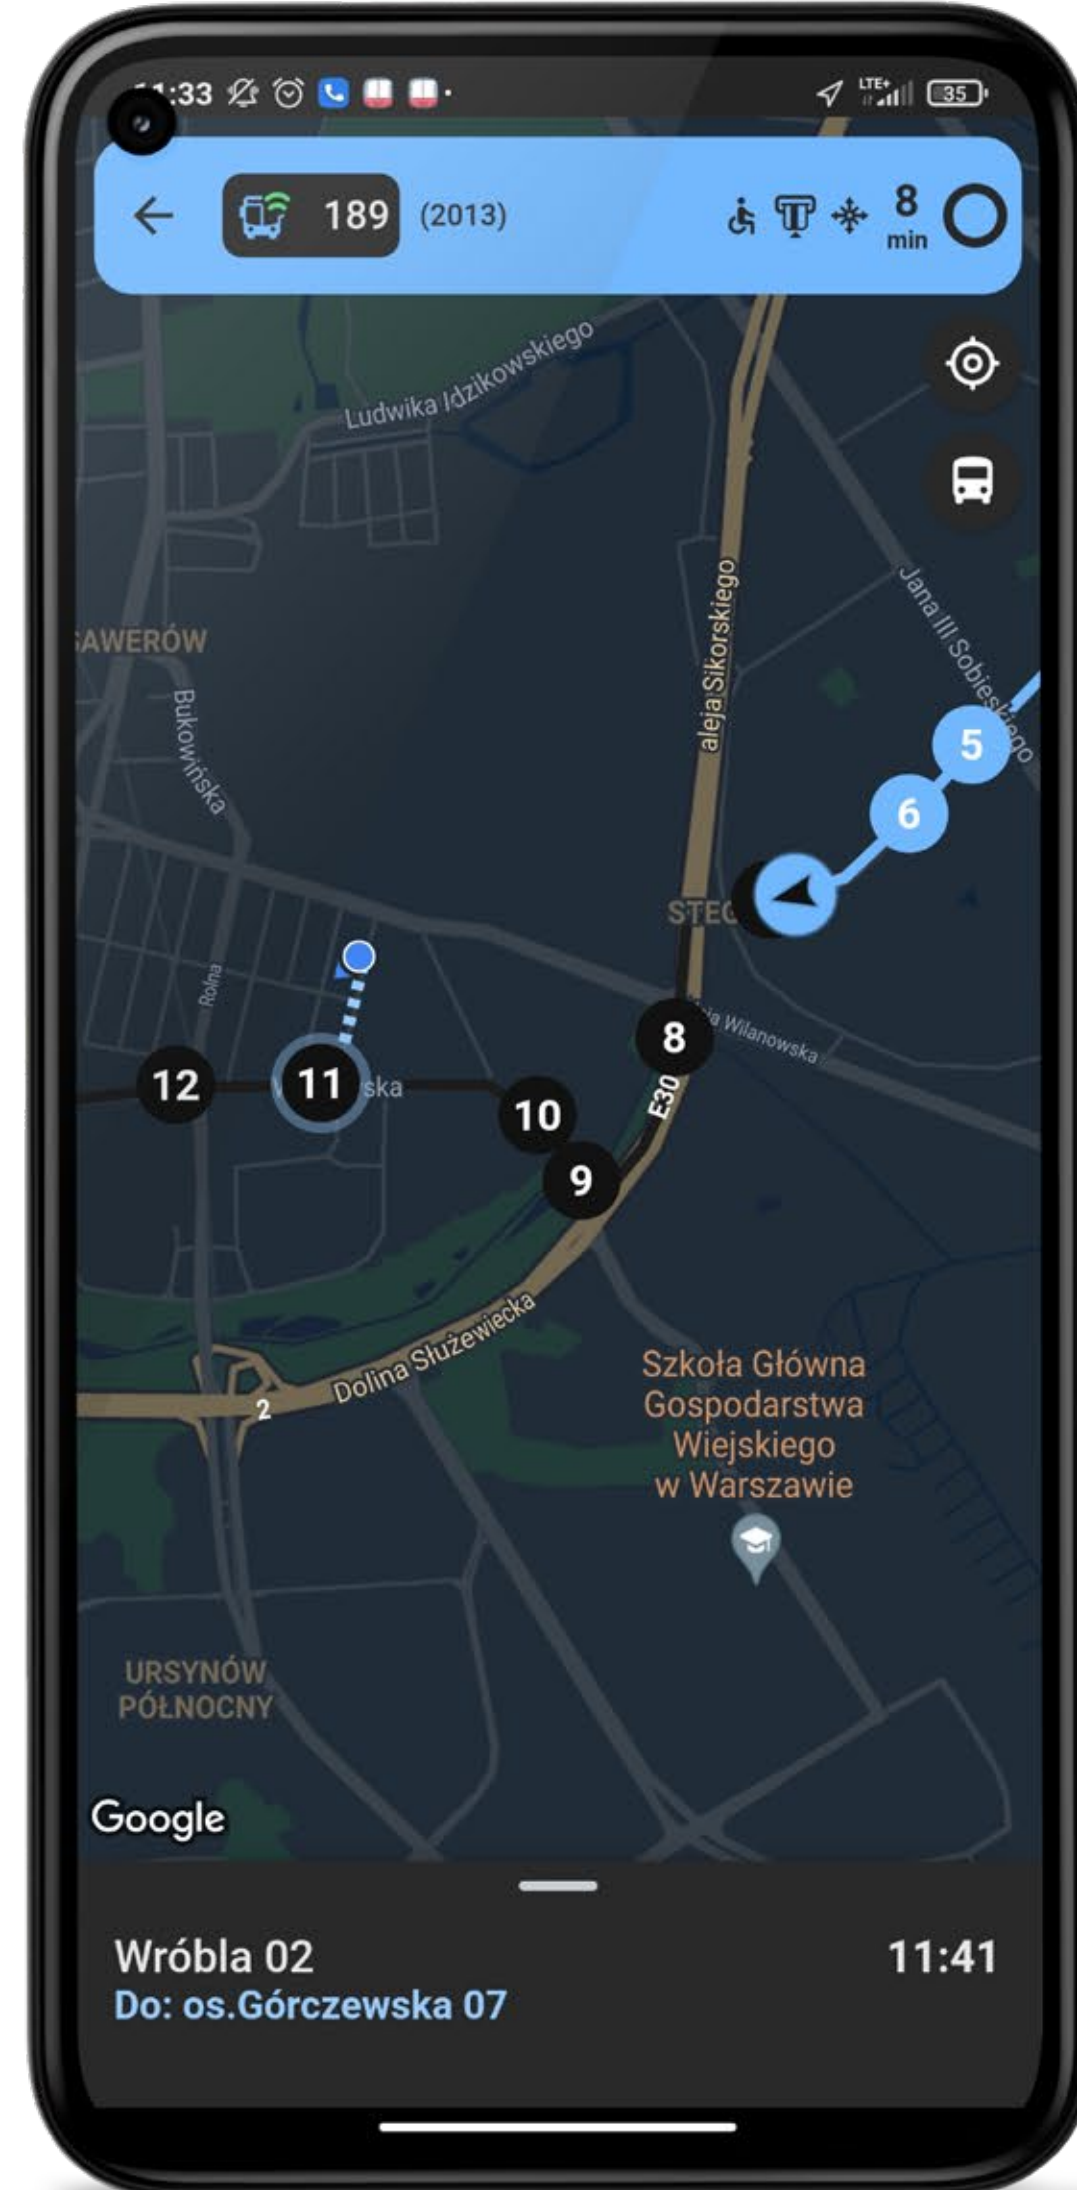 :33
LTE+
35
189
(2013)
8
min
Ludwika Idzikowskiego
Jana III Sobieskiego
aleja Sikorskiego
Bukowińska
5
6
Rolna
8
Wilanowska
12
11
ska
10
E30
9
Dolina Służewiecka
2
Szkoła Główna
Gospodarstwa
Wiejskiego
w Warszawie
URSYNÓW
PÓŁNOCNY
Google
Wróbla 02
11:41
Do: os.Górczewska 07